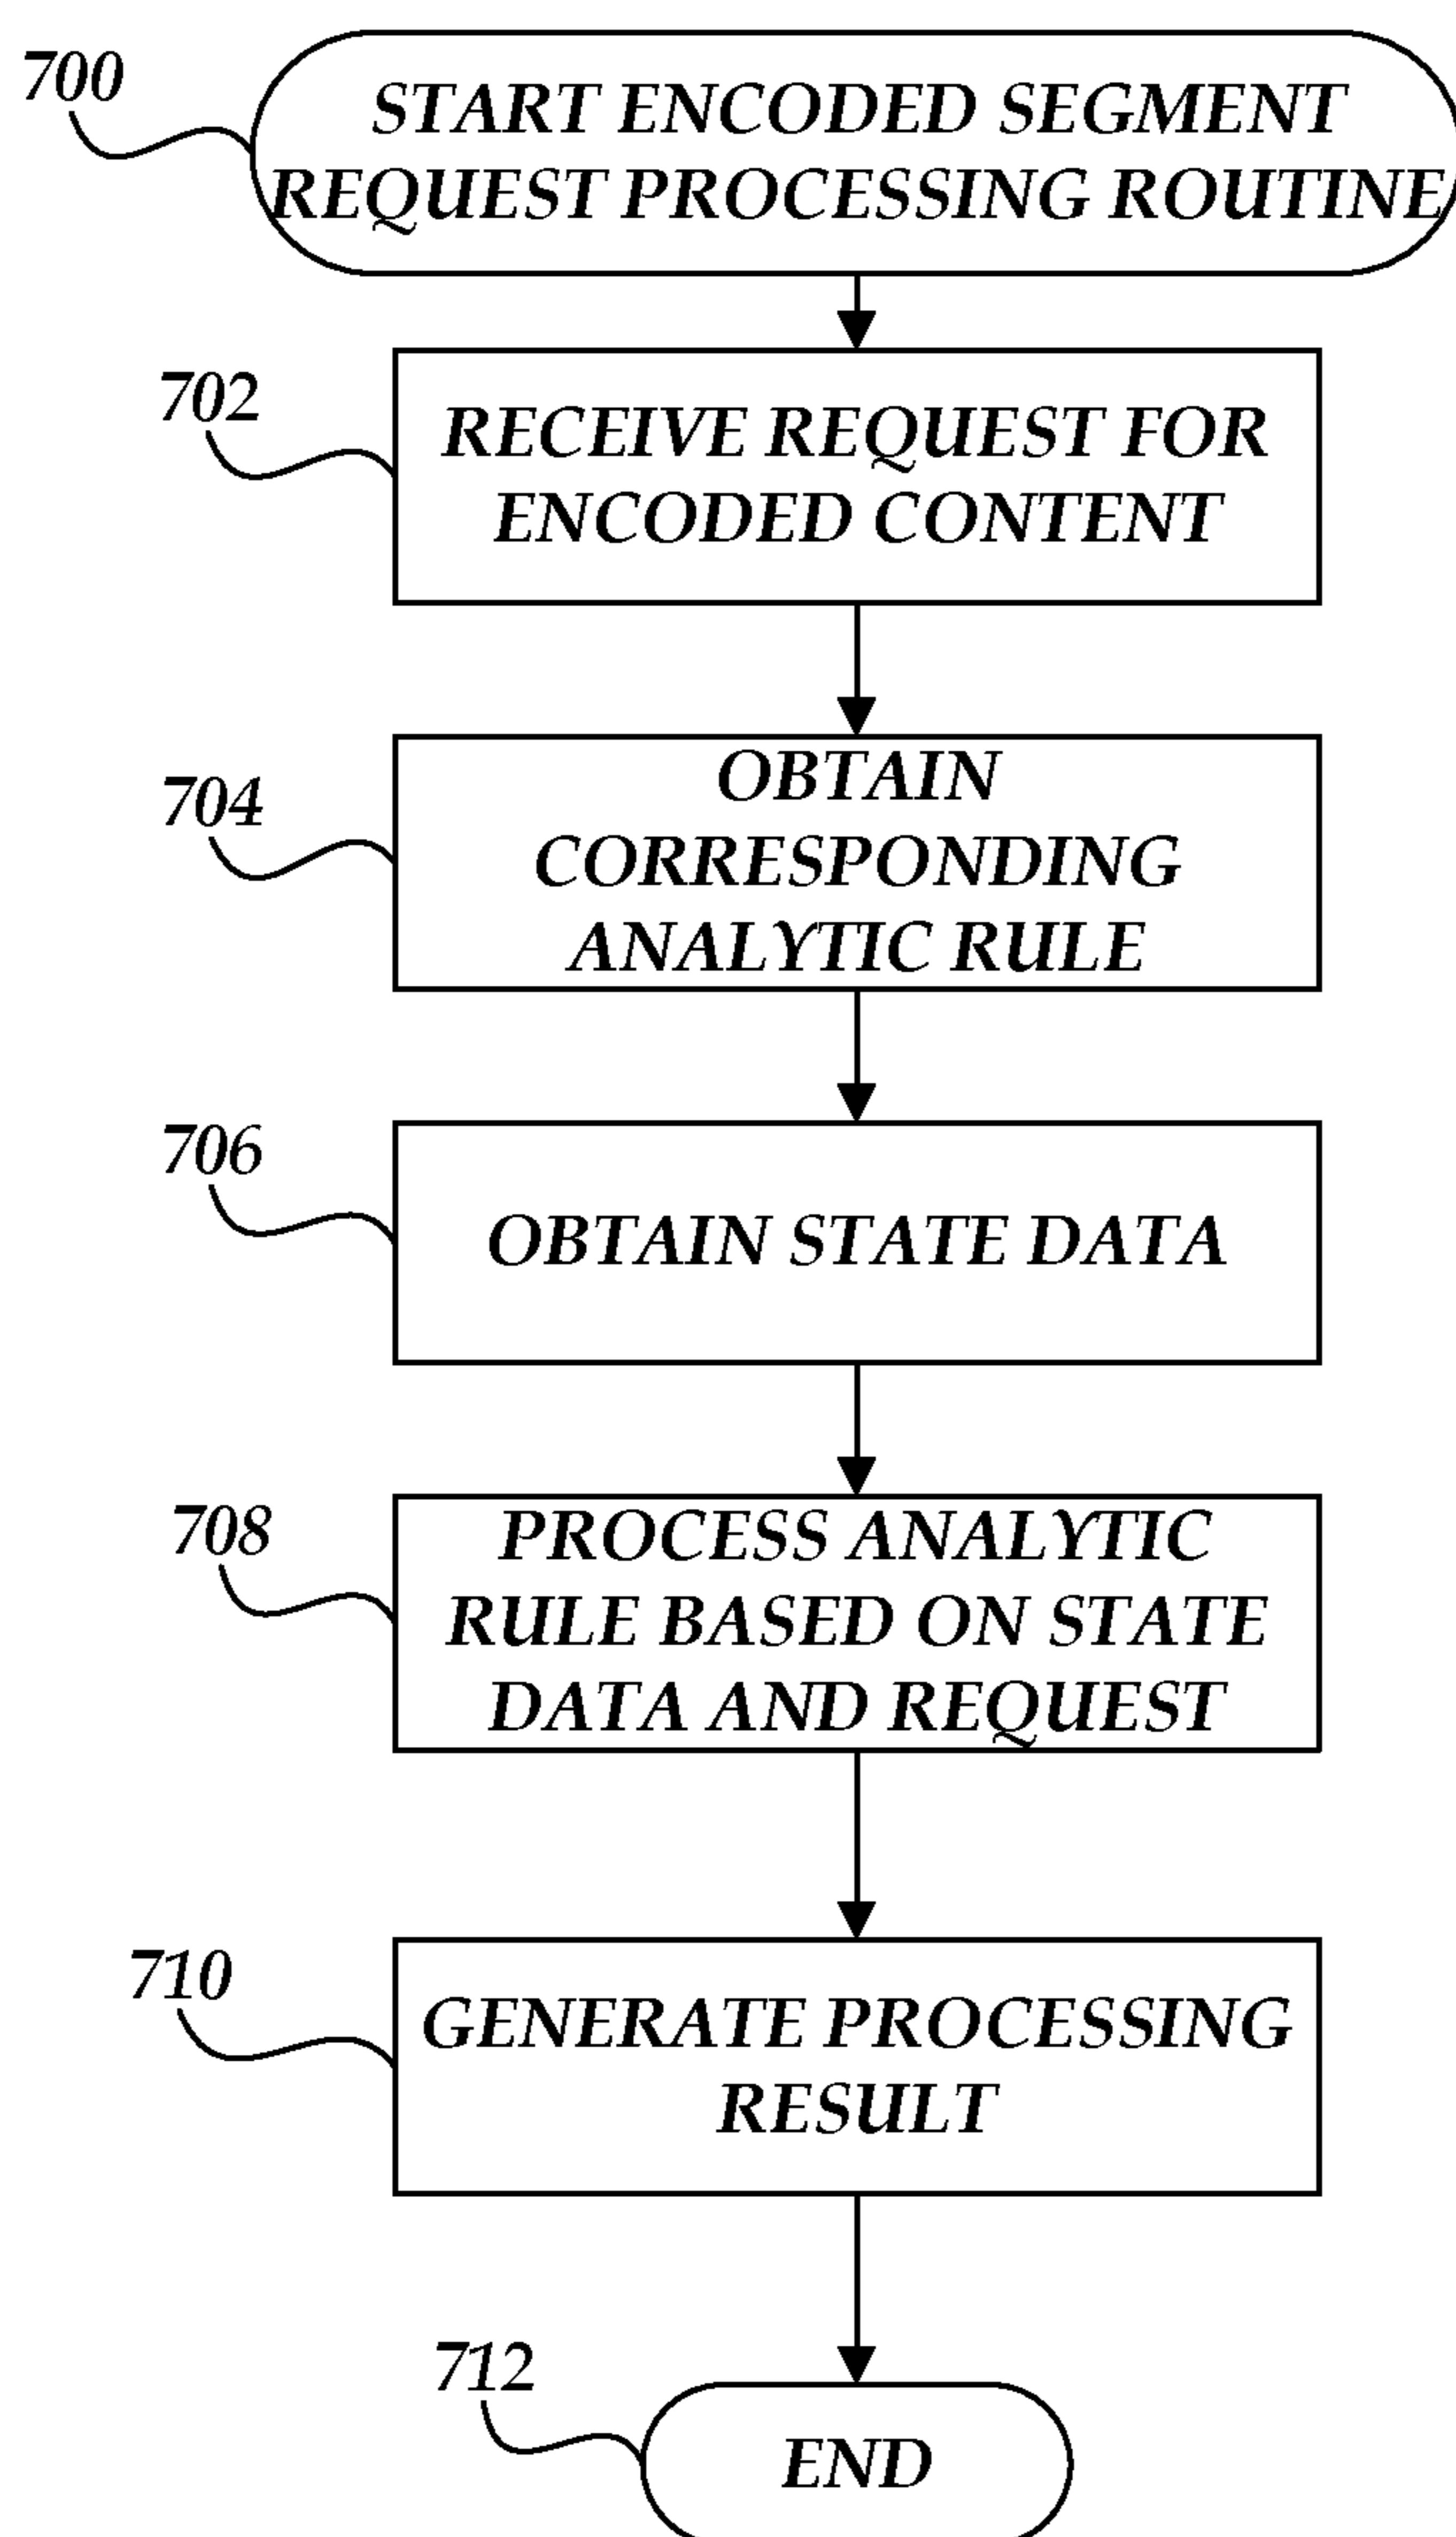 700
START ENCODED SEGMENT
REQUEST PROCESSING ROUTINE
702
RECEIVE REQUEST FOR
ENCODED CONTENT
704
OBTAIN
CORRESPONDING
ANALYTIC RULE
706
OBTAIN STATE DATA
708
PROCESS ANALYTIC
RULE BASED ON STATE
DATA AND REQUEST
710
GENERATE PROCESSING
RESULT
712
END